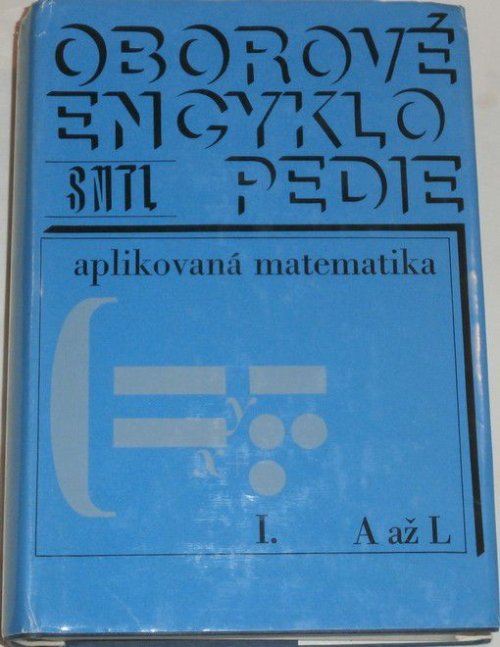 OBOROVÉ
ENCYKLO
SNTL PEDIE
aplikovaná matematika
y
x
I. A až L